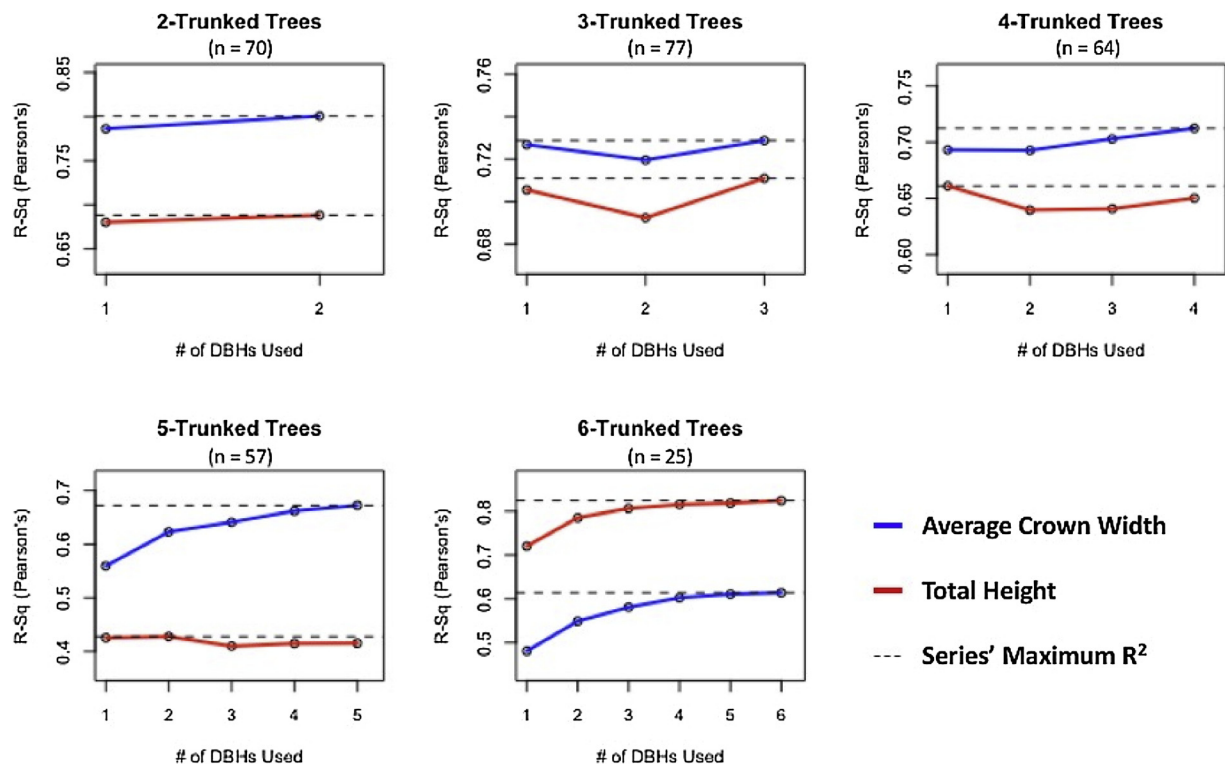 2-Trunked Trees
(n = 70)
R-Sq (Pearson's)
0.85
0.75
0.65
1
2
# of DBHs Used
3-Trunked Trees
(n = 77)
R-Sq (Pearson's)
0.76
0.72
0.68
1
2
3
# of DBHs Used
4-Trunked Trees
(n = 64)
R-Sq (Pearson's)
0.75
0.70
0.65
0.60
1
2
3
4
# of DBHs Used
5-Trunked Trees
(n = 57)
R-Sq (Pearson's)
0.7
0.6
0.5
0.4
1
2
3
4
5
# of DBHs Used
6-Trunked Trees
(n = 25)
R-Sq (Pearson's)
0.8
0.7
0.6
0.5
1
2
3
4
5
6
# of DBHs Used
Average Crown Width
Total Height
Series' Maximum R²